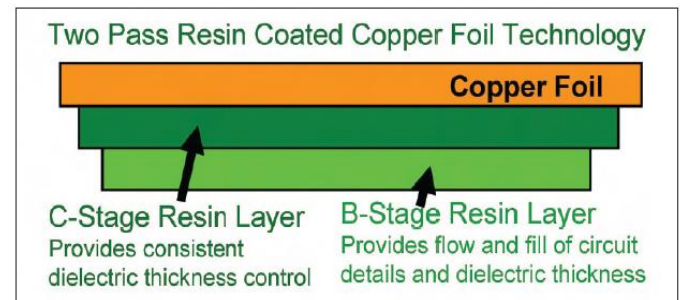 Two Pass Resin Coated Copper Foil Technology
Copper Foil
C-Stage Resin Layer
Provides consistent
dielectric thickness control
B-Stage Resin Layer
Provides flow and fill of circuit
details and dielectric thickness